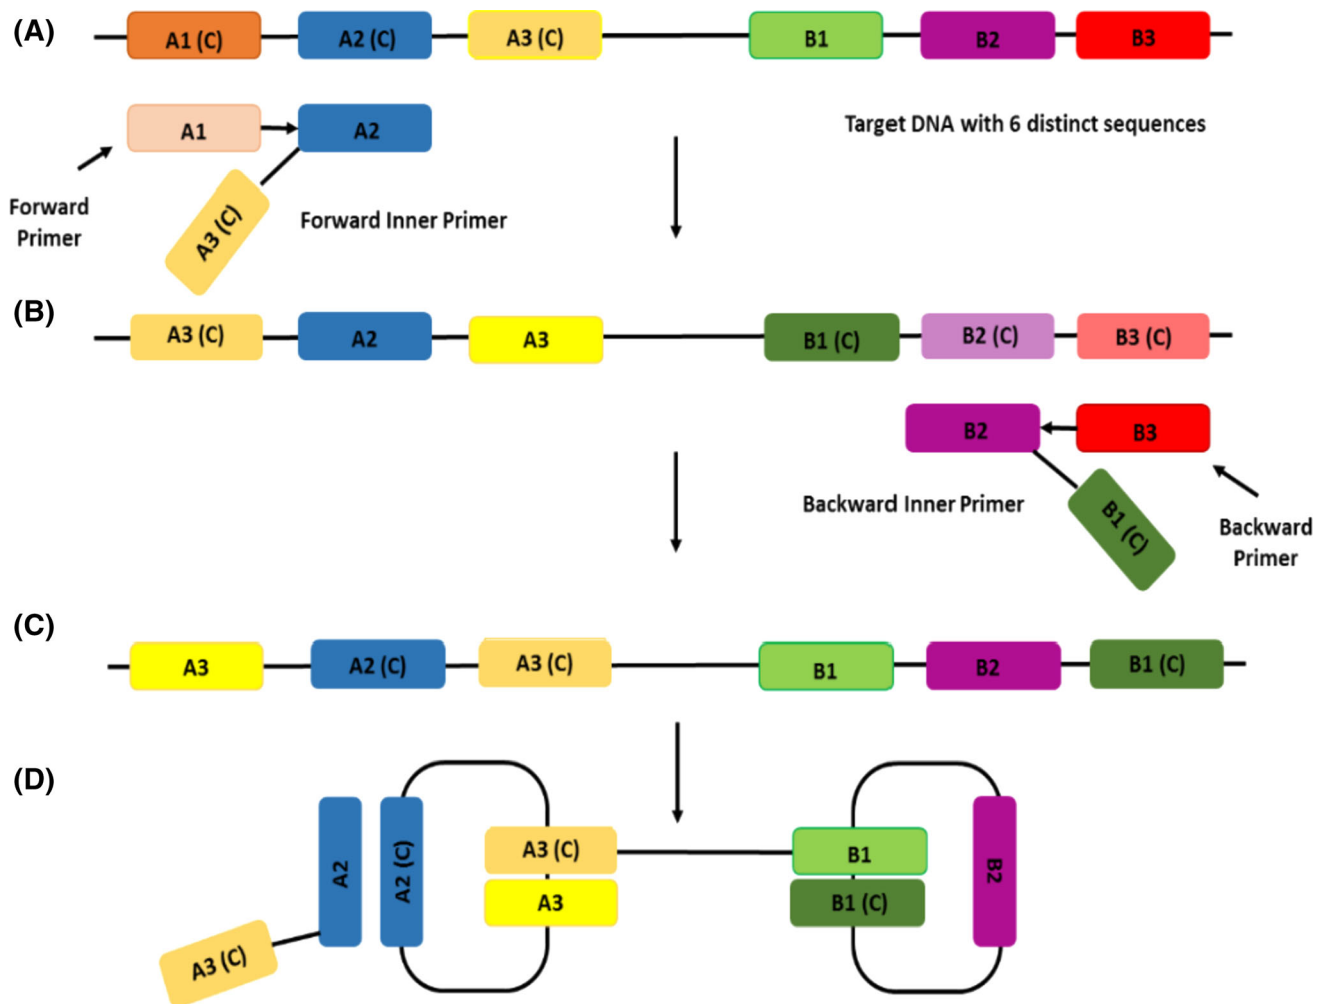 (A)
A1 (C) A2 (C) A3 (C) B1 B2 B3
A1 A2
Target DNA with 6 distinct sequences
Forward
Primer
A3 (C)
Forward Inner Primer
(B)
A3 (C) A2 A3 B1 (C) B2 (C) B3 (C)
B2 B3
Backward Inner Primer
B1 (C)
Backward
Primer
(C)
A3 A2 (C) A3 (C) B1 B2 B1 (C)
(D)
A2 A2 (C) A3 (C) B1 B2
A3 B1 (C)
A3 (C)